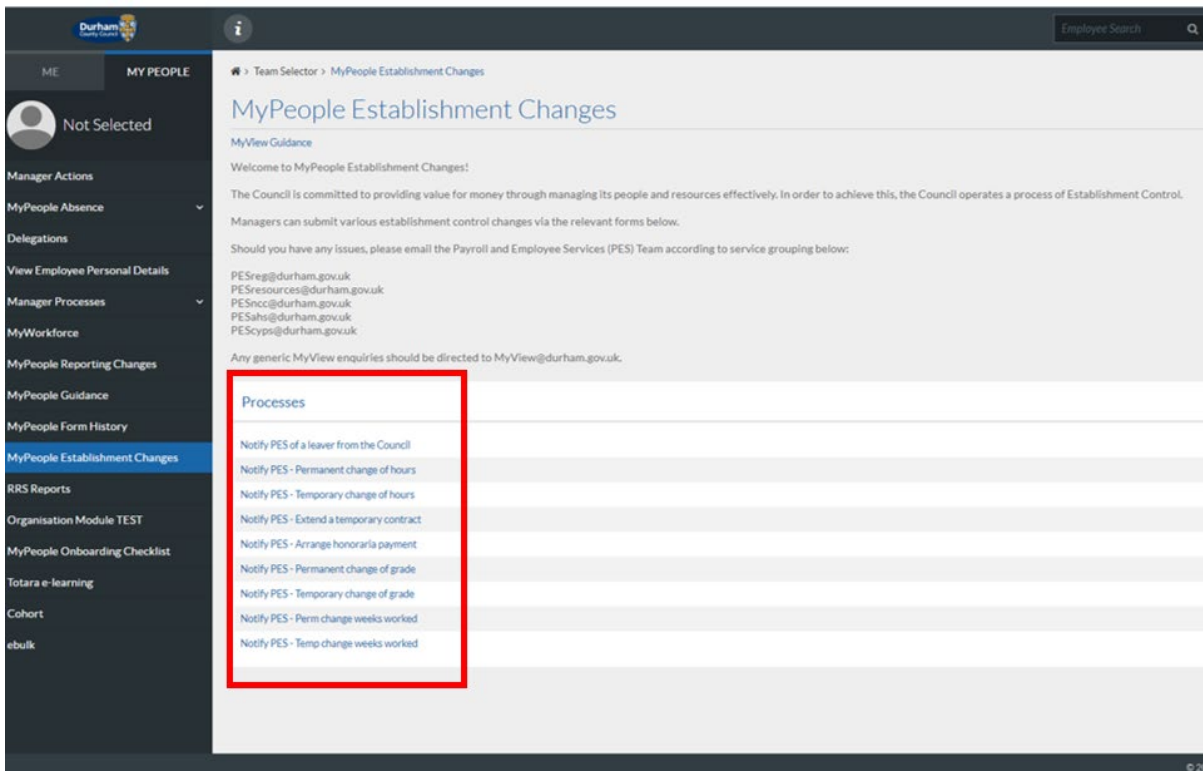 Durham
County Council
i
Employee Search
ME
MY PEOPLE
> Team Selector > MyPeople Establishment Changes
Not Selected
MyPeople Establishment Changes
MyView Guidance
Welcome to MyPeople Establishment Changes!
The Council is committed to providing value for money through managing its people and resources effectively. In order to achieve this, the Council operates a process of Establishment Control.
Managers can submit various establishment control changes via the relevant forms below.
Should you have any issues, please email the Payroll and Employee Services (PES) Team according to service grouping below:
PESreg@durham.gov.uk
PESresources@durham.gov.uk
PESncc@durham.gov.uk
PESahs@durham.gov.uk
PEScyps@durham.gov.uk
Any generic MyView enquiries should be directed to MyView@durham.gov.uk.
Manager Actions
MyPeople Absence
Delegations
View Employee Personal Details
Manager Processes
MyWorkforce
MyPeople Reporting Changes
MyPeople Guidance
MyPeople Form History
MyPeople Establishment Changes
RRS Reports
Organisation Module TEST
MyPeople Onboarding Checklist
Totara e-learning
Cohort
ebulk
Processes
Notify PES of a leaver from the Council
Notify PES - Permanent change of hours
Notify PES - Temporary change of hours
Notify PES - Extend a temporary contract
Notify PES - Arrange honoraria payment
Notify PES - Permanent change of grade
Notify PES - Temporary change of grade
Notify PES - Perm change weeks worked
Notify PES - Temp change weeks worked